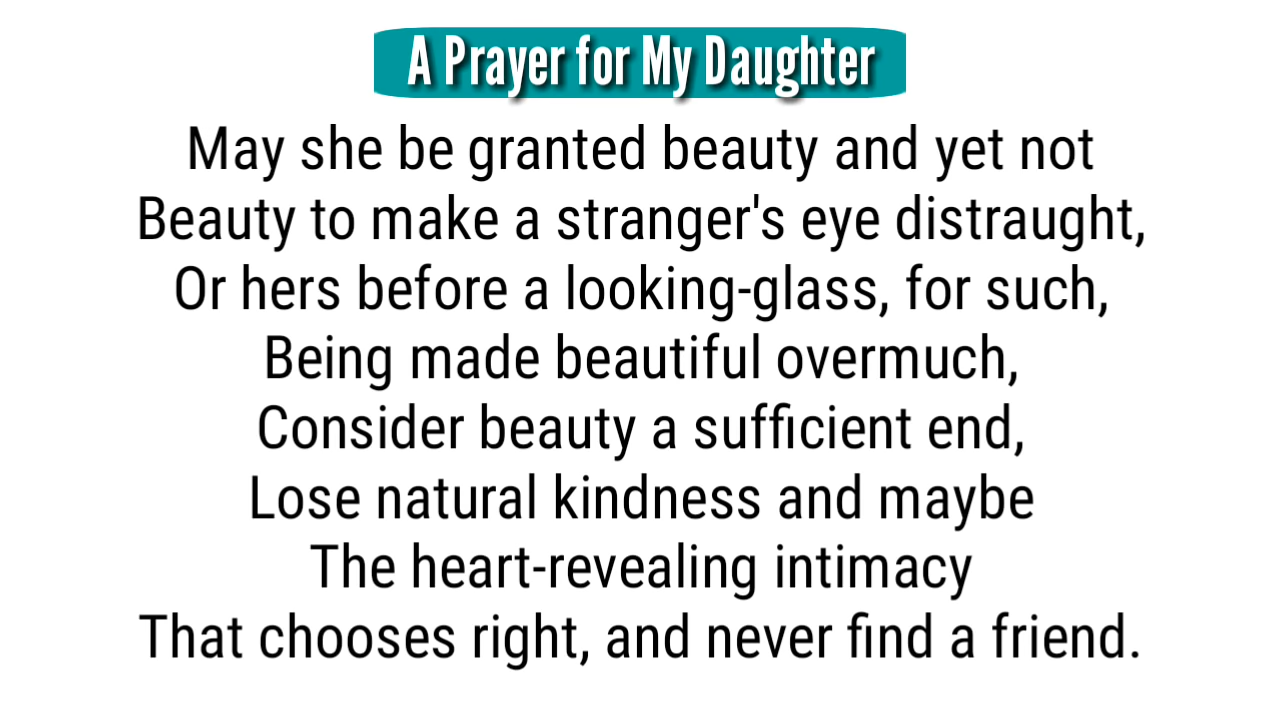 A Prayer for My Daughter
May she be granted beauty and yet not
Beauty to make a stranger's eye distraught,
Or hers before a looking-glass, for such,
Being made beautiful overmuch,
Consider beauty a sufficient end,
Lose natural kindness and maybe
The heart-revealing intimacy
That chooses right, and never find a friend.